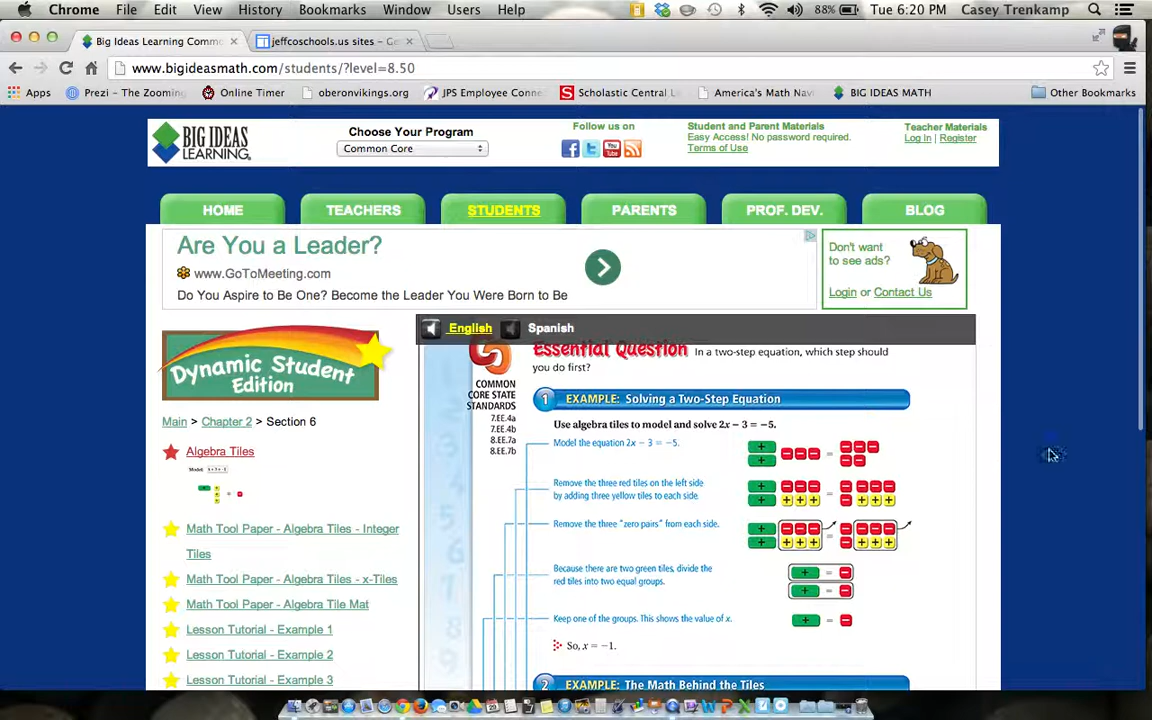 Chrome File Edit View History Bookmarks Window Users Help 88% Tue 6:20 PM Casey Trenkamp
Big Ideas Learning Commo jeffcoschools.us sites - Ge
www.bigideasmath.com/students/?level=8.50
Apps Prezi - The Zooming Online Timer oberonvikings.org JPS Employee Conne Scholastic Central L America's Math Nav BIG IDEAS MATH Other Bookmarks
BIG IDEAS
LEARNING
Choose Your Program
Common Core
Follow us on
Student and Parent Materials
Easy Access! No password required.
Terms of Use
Teacher Materials
Log In | Register
HOME TEACHERS STUDENTS PARENTS PROF. DEV. BLOG
Are You a Leader?
www.GoToMeeting.com
Do You Aspire to Be One? Become the Leader You Were Born to Be
Don't want
to see ads?
Login or Contact Us
Dynamic Student
Edition
Main > Chapter 2 > Section 6
Algebra Tiles
Math Tool Paper - Algebra Tiles - Integer
Tiles
Math Tool Paper - Algebra Tiles - x-Tiles
Math Tool Paper - Algebra Tile Mat
Lesson Tutorial - Example 1
Lesson Tutorial - Example 2
Lesson Tutorial - Example 3
English Spanish
Essential Question In a two-step equation, which step should
you do first?
COMMON
CORE STATE
STANDARDS
7.EE.4a
7.EE.4b
8.EE.7a
8.EE.7b
1 EXAMPLE: Solving a Two-Step Equation
Use algebra tiles to model and solve 2x − 3 = −5.
Model the equation 2x − 3 = −5.
Remove the three red tiles on the left side
by adding three yellow tiles to each side.
Remove the three "zero pairs" from each side.
Because there are two green tiles, divide the
red tiles into two equal groups.
Keep one of the groups. This shows the value of x.
So, x = −1.
2 EXAMPLE: The Math Behind the Tiles